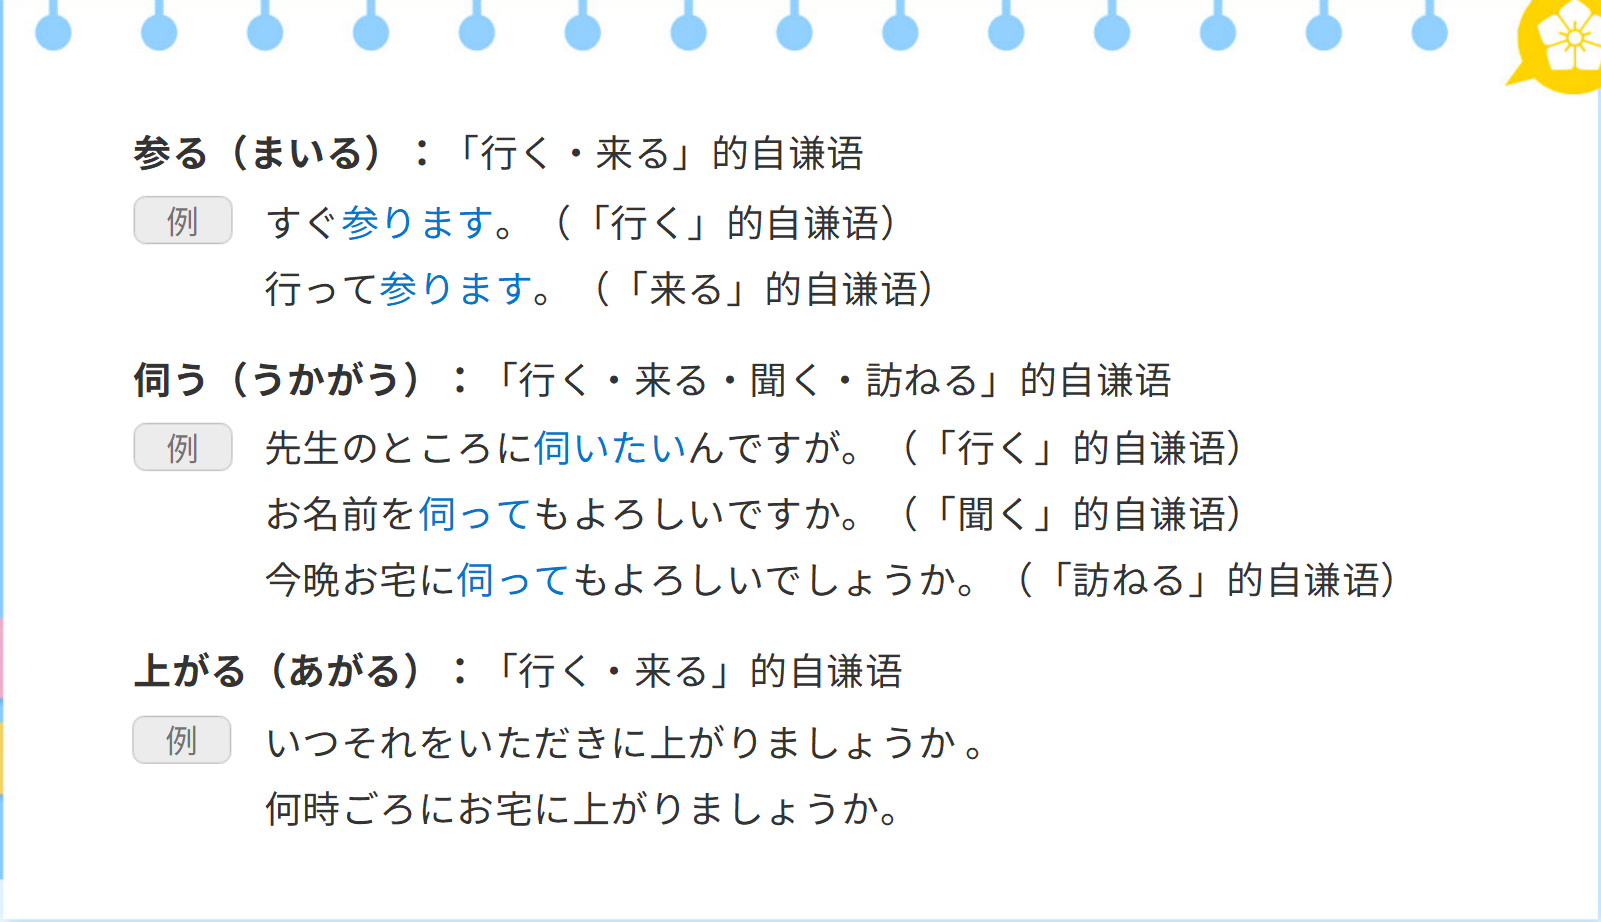 参る（まいる）：「行く・来る」的自谦语
例 すぐ参ります。（「行く」的自谦语）
行って参ります。（「来る」的自谦语）
伺う（うかがう）：「行く・来る・聞く・訪ねる」的自谦语
例 先生のところに伺いたいんですが。（「行く」的自谦语）
お名前を伺ってもよろしいですか。（「聞く」的自谦语）
今晩お宅に伺ってもよろしいでしょうか。（「訪ねる」的自谦语）
上がる（あがる）：「行く・来る」的自谦语
例 いつそれをいただきに上がりましょうか 。
何時ごろにお宅に上がりましょうか。